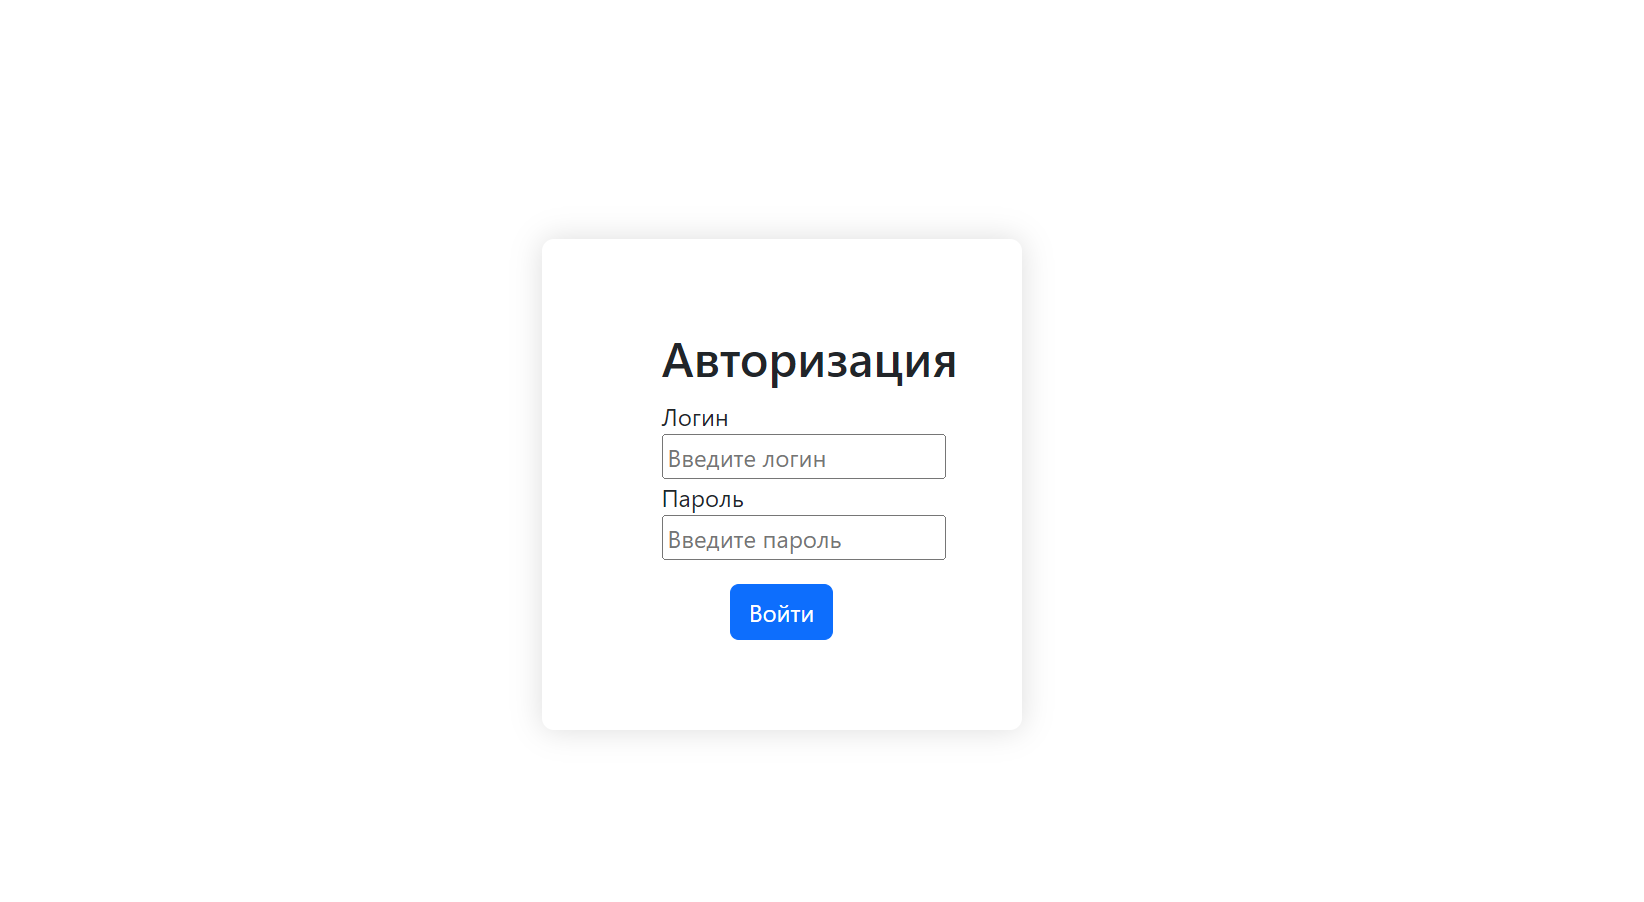 Авторизация
Логин
Введите логин
Пароль
Введите пароль
Войти